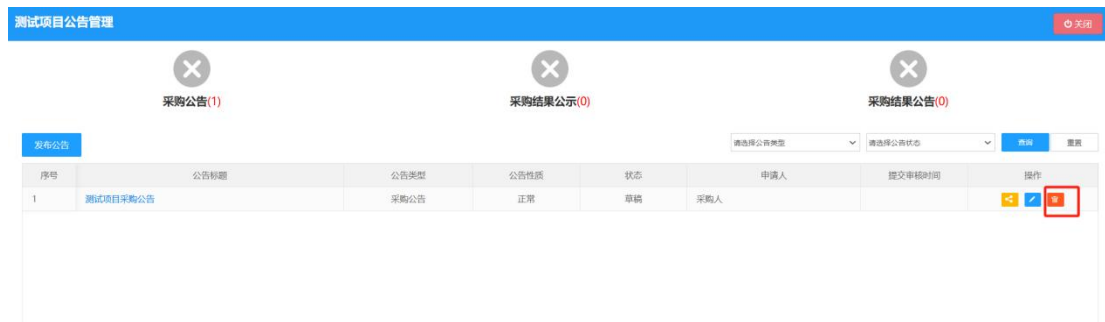 测试项目公告管理 关闭
采购公告(1) 采购结果公示(0) 采购结果公告(0)
发布公告 请选择公告类型 请选择公告状态 查询 重置
序号 公告标题 公告类型 公告性质 状态 申请人 提交审核时间 操作
1 测试项目采购公告 采购公告 正常 草稿 采购人